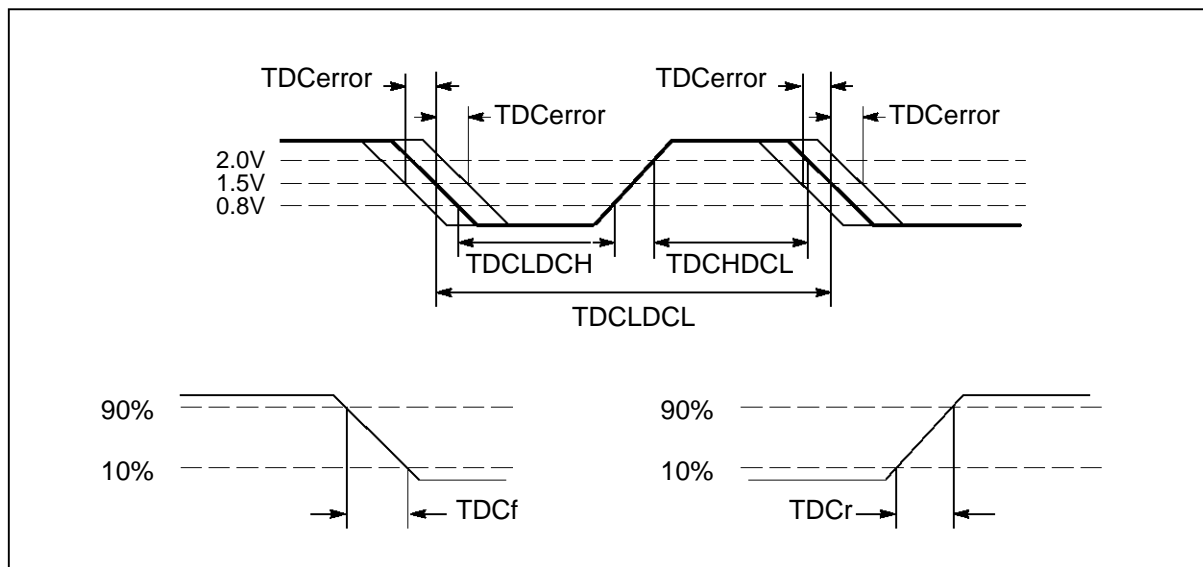 TDCerror
TDCerror
TDCerror
TDCerror
2.0V
1.5V
0.8V
TDCLDCH
TDCHDCL
TDCLDCL
90%
90%
10%
10%
TDCf
TDCr